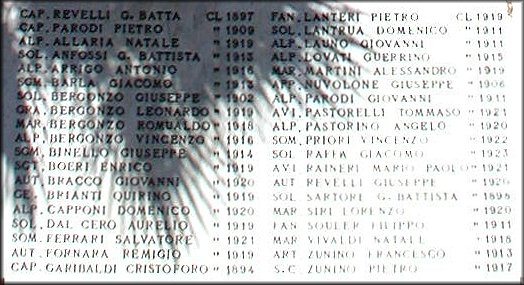 CAP. REVELLI G. BATTA CL 1897
CAP. PARODI PIETRO " 1909
ALP. ALLARIA NATALE " 1919
SOL. ANFOSSI G. BATTISTA " 1913
ALP. ARRIGO ANTONIO " 1916
SGM. BARLA GIACOMO " 1913
SOL. BERGONZO GIUSEPPE " 1902
GRA. BERGONZO LEONARDO " 1919
MAR. BERGONZO ROMUALDO " 1918
ALP. BERGONZO VINCENZO " 1916
SGM. BINELLO GIUSEPPE " 1914
SGT. BOERI ENRICO " 1919
AUT. BRACCO GIOVANNI " 1920
GE. BRIANTI QUIRINO " 1919
ALP. CAPPONI DOMENICO " 1920
SOL. DAL CERO AURELIO " 1919
SOM. FERRARI SALVATORE " 1921
AUT. FORNARA REMIGIO " 1919
CAP. GARIBALDI CRISTOFORO " 1894
FAN. LANTERI PIETRO CL 1919
SOL. LANTRUA DOMENICO " 1911
ALP. LAUNO GIOVANNI " 1911
ALP. LOVATI GUERRINO " 1915
MAR. MARTINI ALESSANDRO " 1919
APP. NUVOLONE GIUSEPPE " 1906
ALP. PARODI GIOVANNI " 1911
AVI. PASTORELLI TOMMASO " 1921
ALP. PASTORINO ANGELO " 1920
SOM. PRIORI VINCENZO " 1922
SOL. RAFFA GIACOMO " 1923
AVI. RAINERI MARIO PAOLO " 1921
AUT. REVELLI GIUSEPPE " 1920
SOL. SARTORE G. BATTISTA " 1898
MAR. SIRI LORENZO " 1920
FAN. SOULER FILIPPO " 1911
MAR. VIVALDI NATALE " 1918
ART. ZUNINO FRANCESCO " 1913
S.C. ZUNINO PIETRO " 1917